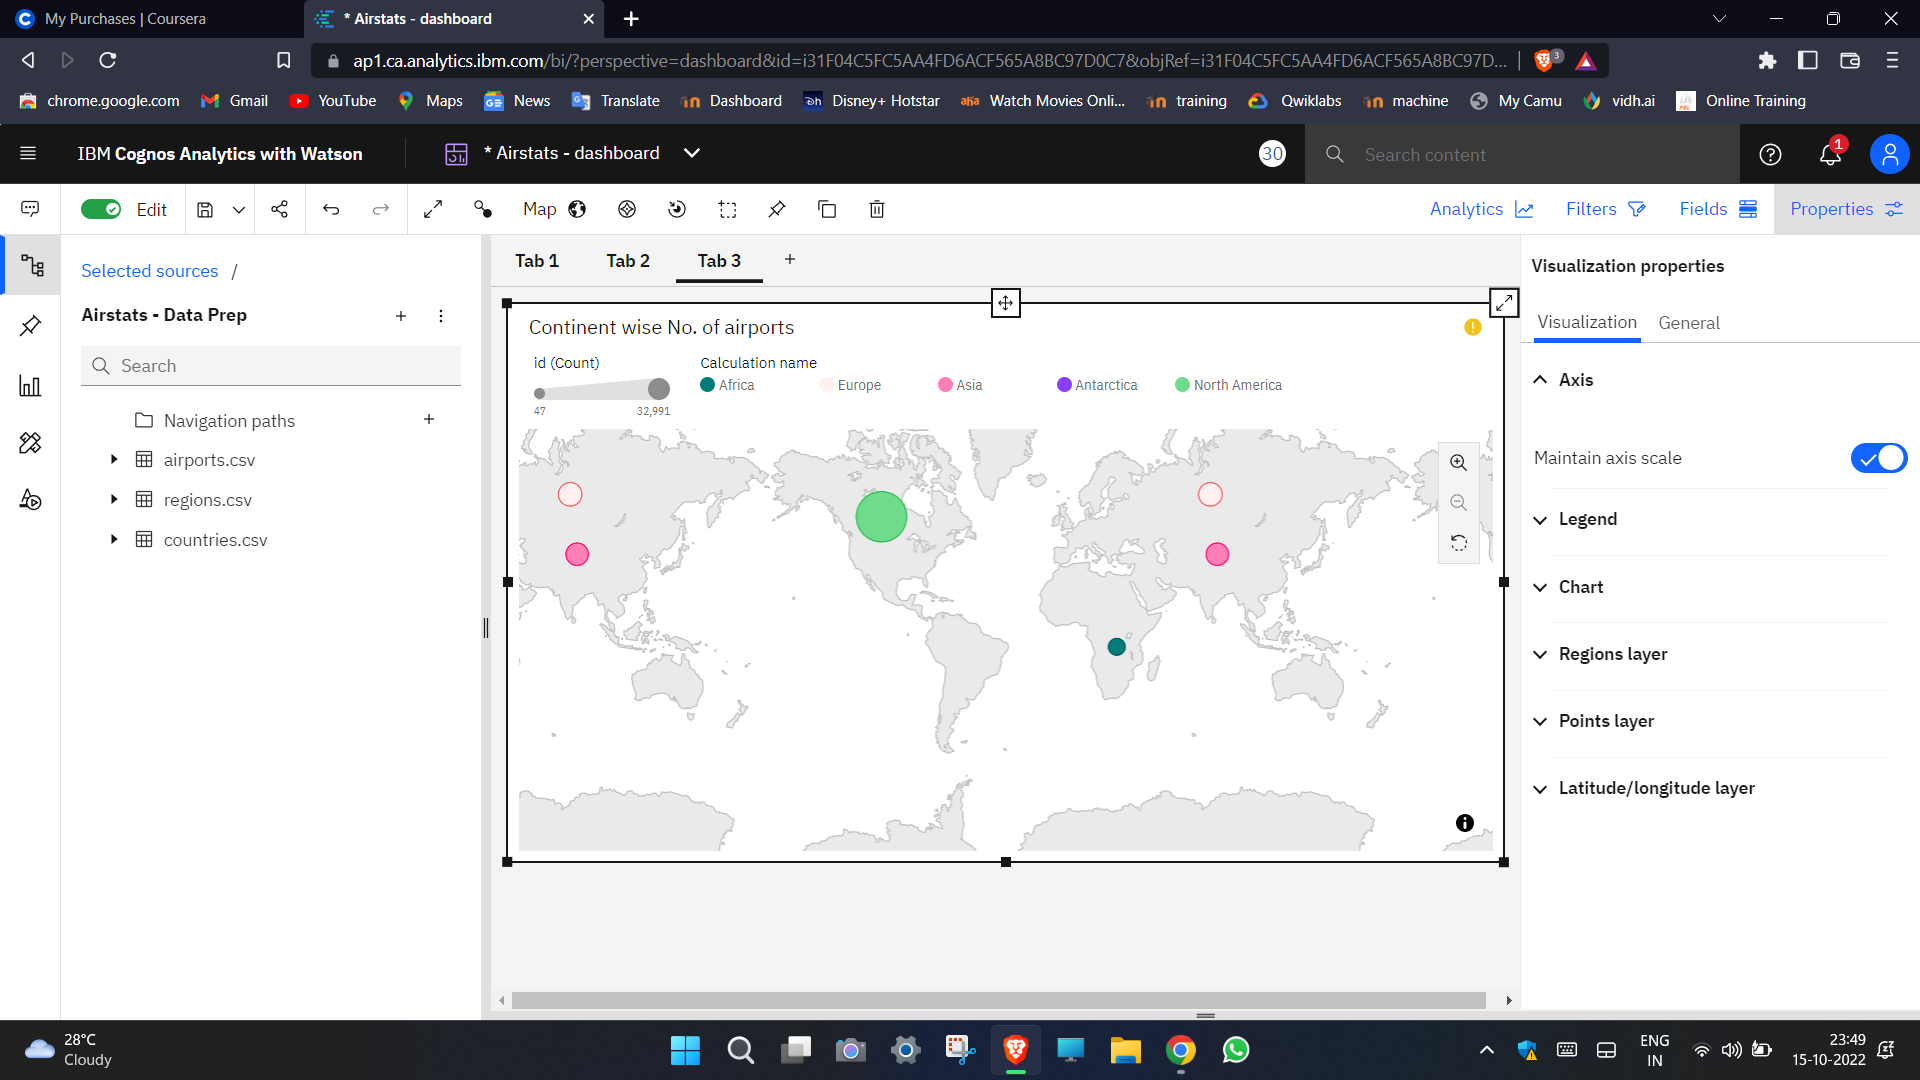 My Purchases | Coursera
* Airstats - dashboard
ap1.ca.analytics.ibm.com/bi/?perspective=dashboard&id=i31F04C5FC5AA4FD6ACF565A8BC97D0C7&objRef=i31F04C5FC5AA4FD6ACF565A8BC97D...
3
chrome.google.com Gmail YouTube Maps News Translate Dashboard Disney+ Hotstar Watch Movies Onli... training Qwiklabs machine My Camu vidh.ai Online Training
IBM Cognos Analytics with Watson
* Airstats - dashboard
30
Search content
1
Edit
Map
Analytics
Filters
Fields
Properties
Selected sources /
Airstats - Data Prep
Search
Navigation paths
airports.csv
regions.csv
countries.csv
Tab 1 Tab 2 Tab 3
Continent wise No. of airports
id (Count)
47 32,991
Calculation name
Africa Europe Asia Antarctica North America
Visualization properties
Visualization General
Axis
Maintain axis scale
Legend
Chart
Regions layer
Points layer
Latitude/longitude layer
28°C
Cloudy
ENG
IN
23:49
15-10-2022